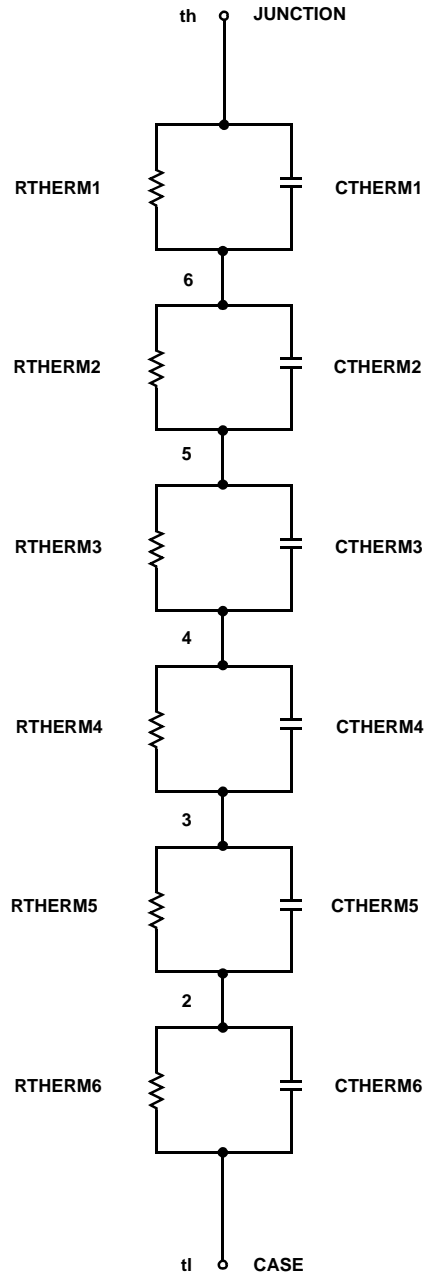 th JUNCTION
RTHERM1 CTHERM1
6
RTHERM2 CTHERM2
5
RTHERM3 CTHERM3
4
RTHERM4 CTHERM4
3
RTHERM5 CTHERM5
2
RTHERM6 CTHERM6
tl CASE